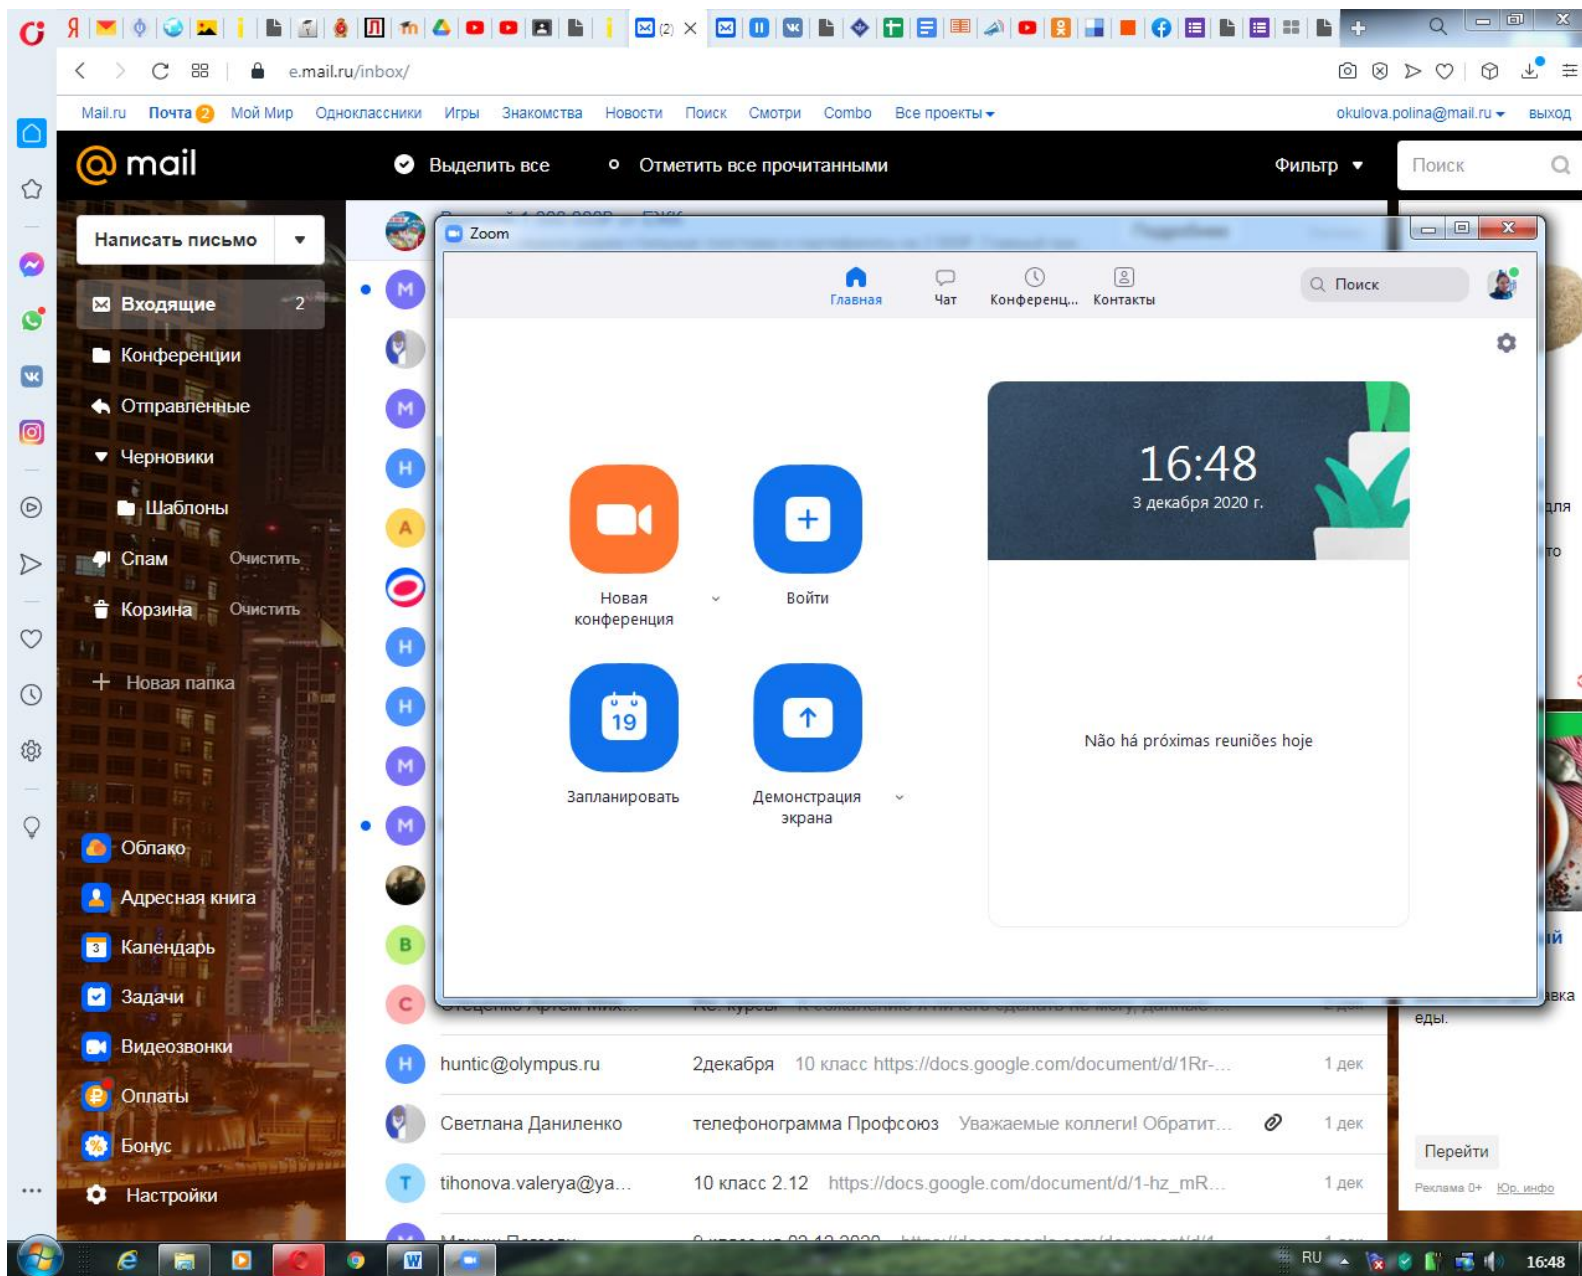 (2)
e.mail.ru/inbox/
Mail.ru Почта 2 Мой Мир Одноклассники Игры Знакомства Новости Поиск Смотри Combo Все проекты okulova.polina@mail.ru выход
@ mail Выделить все Отметить все прочитанными Фильтр Поиск
Написать письмо
Входящие 2
Конференции
Отправленные
Черновики
Шаблоны
Спам Очистить
Корзина Очистить
Новая папка
Облако
Адресная книга
Календарь
Задачи
Видеозвонки
Оплаты
Бонус
Настройки
Zoom
Главная Чат Конференц... Контакты Поиск
16:48
3 декабря 2020 г.
Новая
конференция
Войти
19
Запланировать
Демонстрация
экрана
Não há próximas reuniões hoje
М
М
Н
А
Н
Н
М
М
В
С
Н huntic@olympus.ru 2декабря 10 класс https://docs.google.com/document/d/1Rr-... 1 дек
Светлана Даниленко телефонограмма Профсоюз Уважаемые коллеги! Обратит... 1 дек
Т tihonova.valerya@ya... 10 класс 2.12 https://docs.google.com/document/d/1-hz_mR... 1 дек
для
еды.
Перейти
Реклама 0+ Юр. инфо
RU 16:48